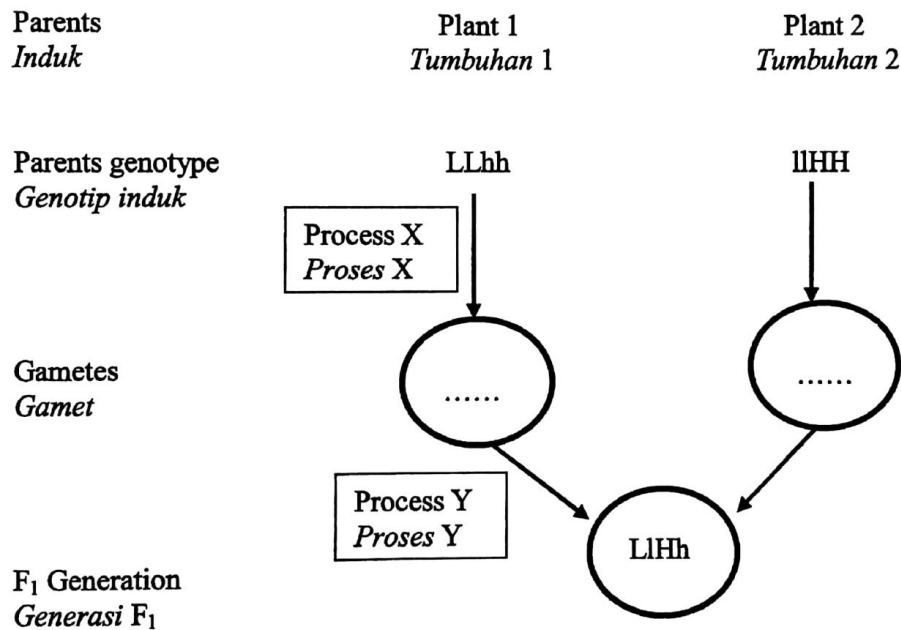 Parents Plant 1 Plant 2
Induk Tumbuhan 1 Tumbuhan 2
Parents genotype LLhh llHH
Genotip induk
Process X
Proses X
Gametes
Gamet
...... ......
Process Y
Proses Y
LlHh
F₁ Generation
Generasi F₁